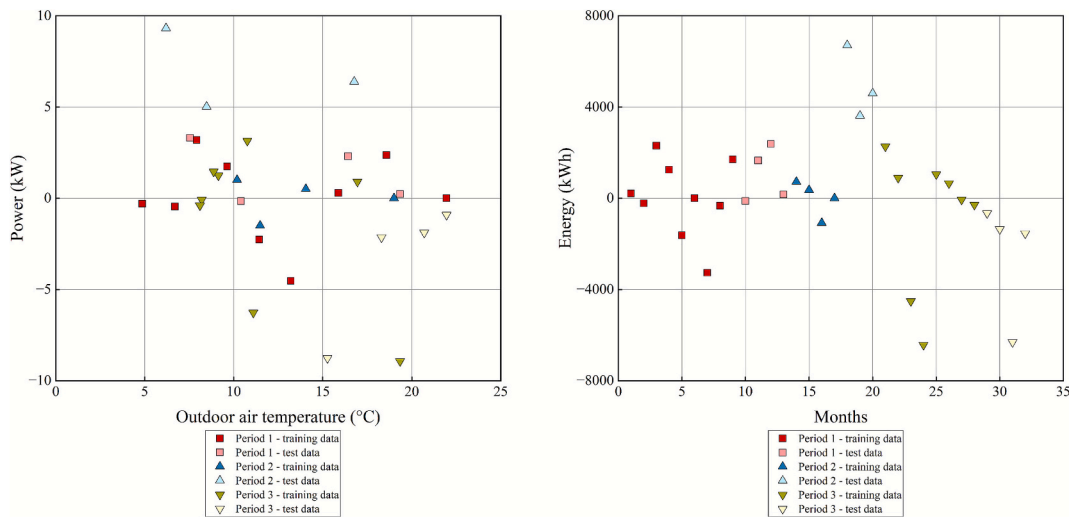 10
5
0
−5
−10
Power (kW)
0 5 10 15 20 25
Outdoor air temperature (°C)
Period 1 - training data
Period 1 - test data
Period 2 - training data
Period 2 - test data
Period 3 - training data
Period 3 - test data
8000
4000
0
−4000
−8000
Energy (kWh)
0 5 10 15 20 25 30 35
Months
Period 1 - training data
Period 1 - test data
Period 2 - training data
Period 2 - test data
Period 3 - training data
Period 3 - test data